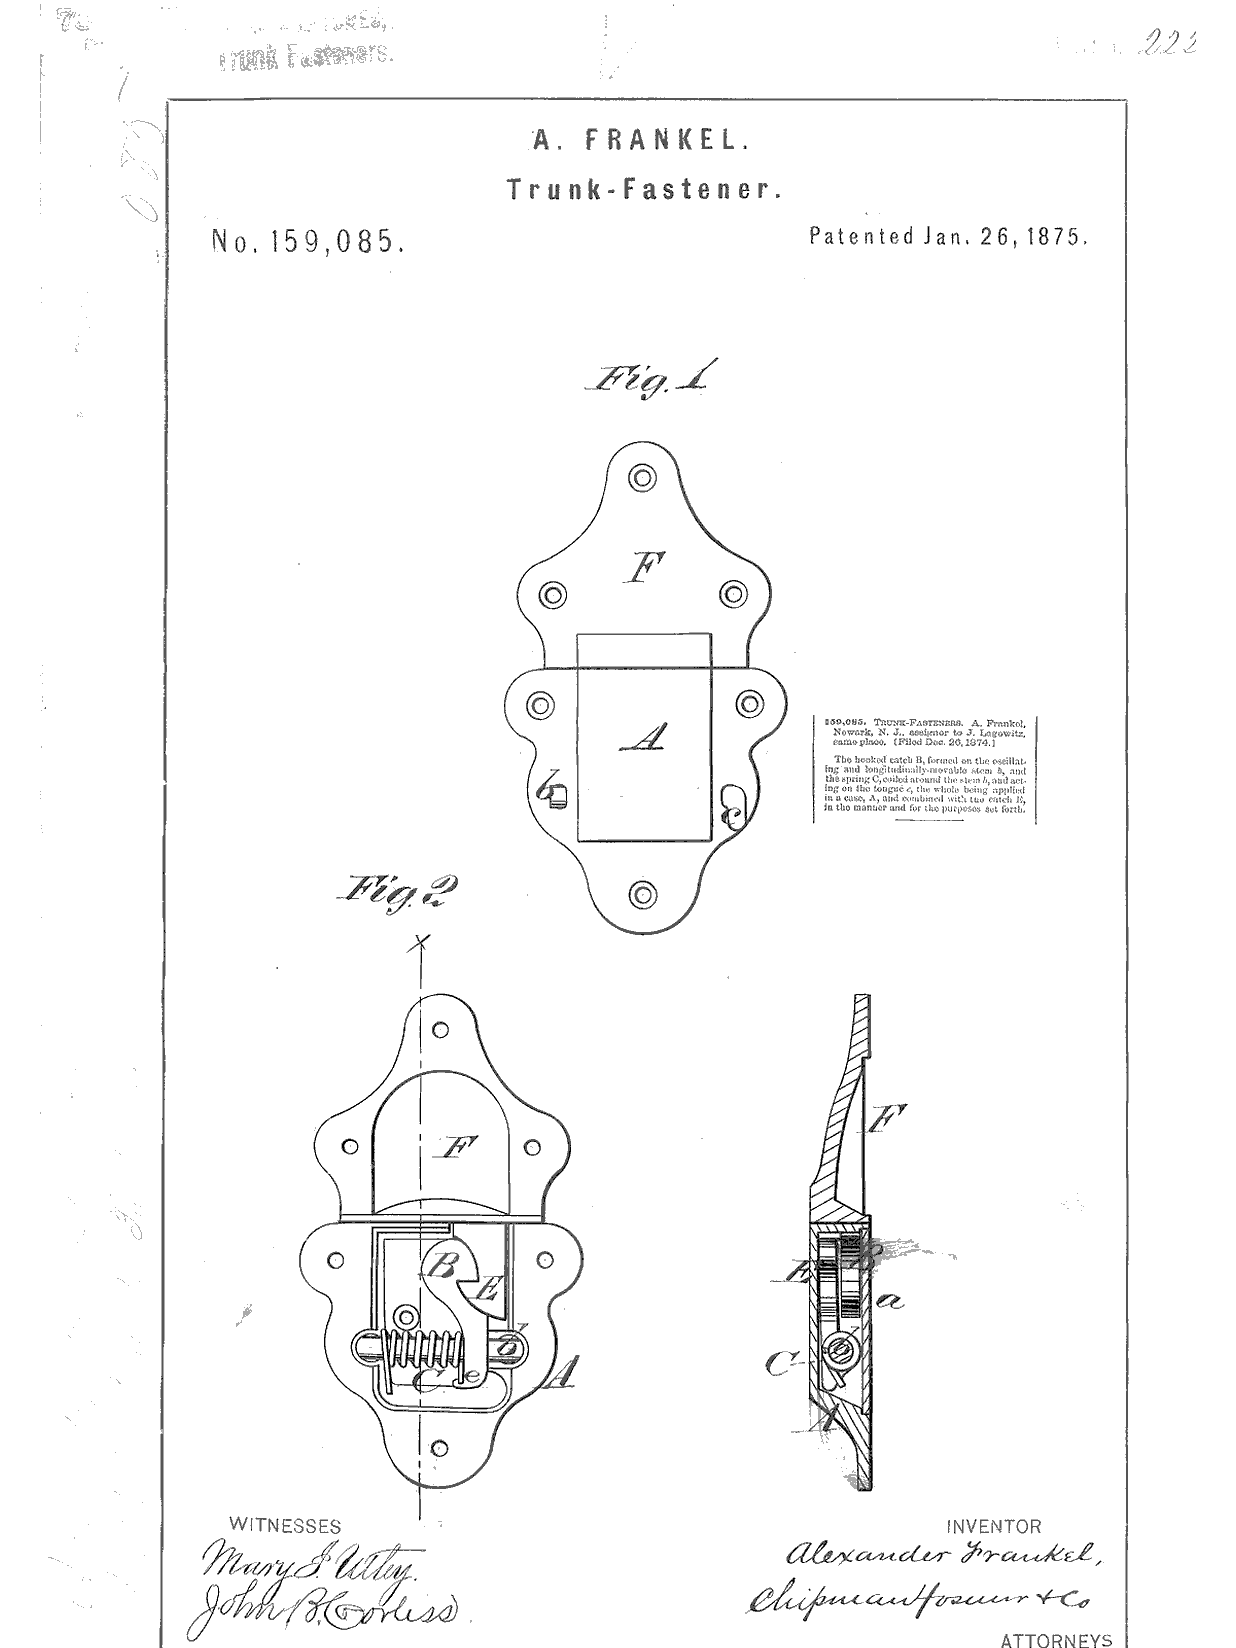 Trunk Fasteners.
222
A. FRANKEL.
Trunk-Fastener.
No. 159,085.
Patented Jan. 26, 1875.
Fig. 1
F
A
b
c
159,085. TRUNK-FASTENERS. A. Frankel,
Newark, N. J., assignor to J. Lagowitz,
same place. [Filed Dec. 26, 1874.]
The hooked catch B, formed on the oscillat-
ing and longitudinally-movable stem b, and
the spring C, coiled around the stem b, and act-
ing on the tongue c, the whole being applied
in a case, A, and combined with the catch E,
in the manner and for the purposes set forth.
Fig. 2
x
F
B
E
b
C
e
A
F
E
B
a
b
C
A
WITNESSES
Mary J. Utley.
John B. Corliss.
INVENTOR
Alexander Frankel,
Chipman Hosmer & Co
ATTORNEYS